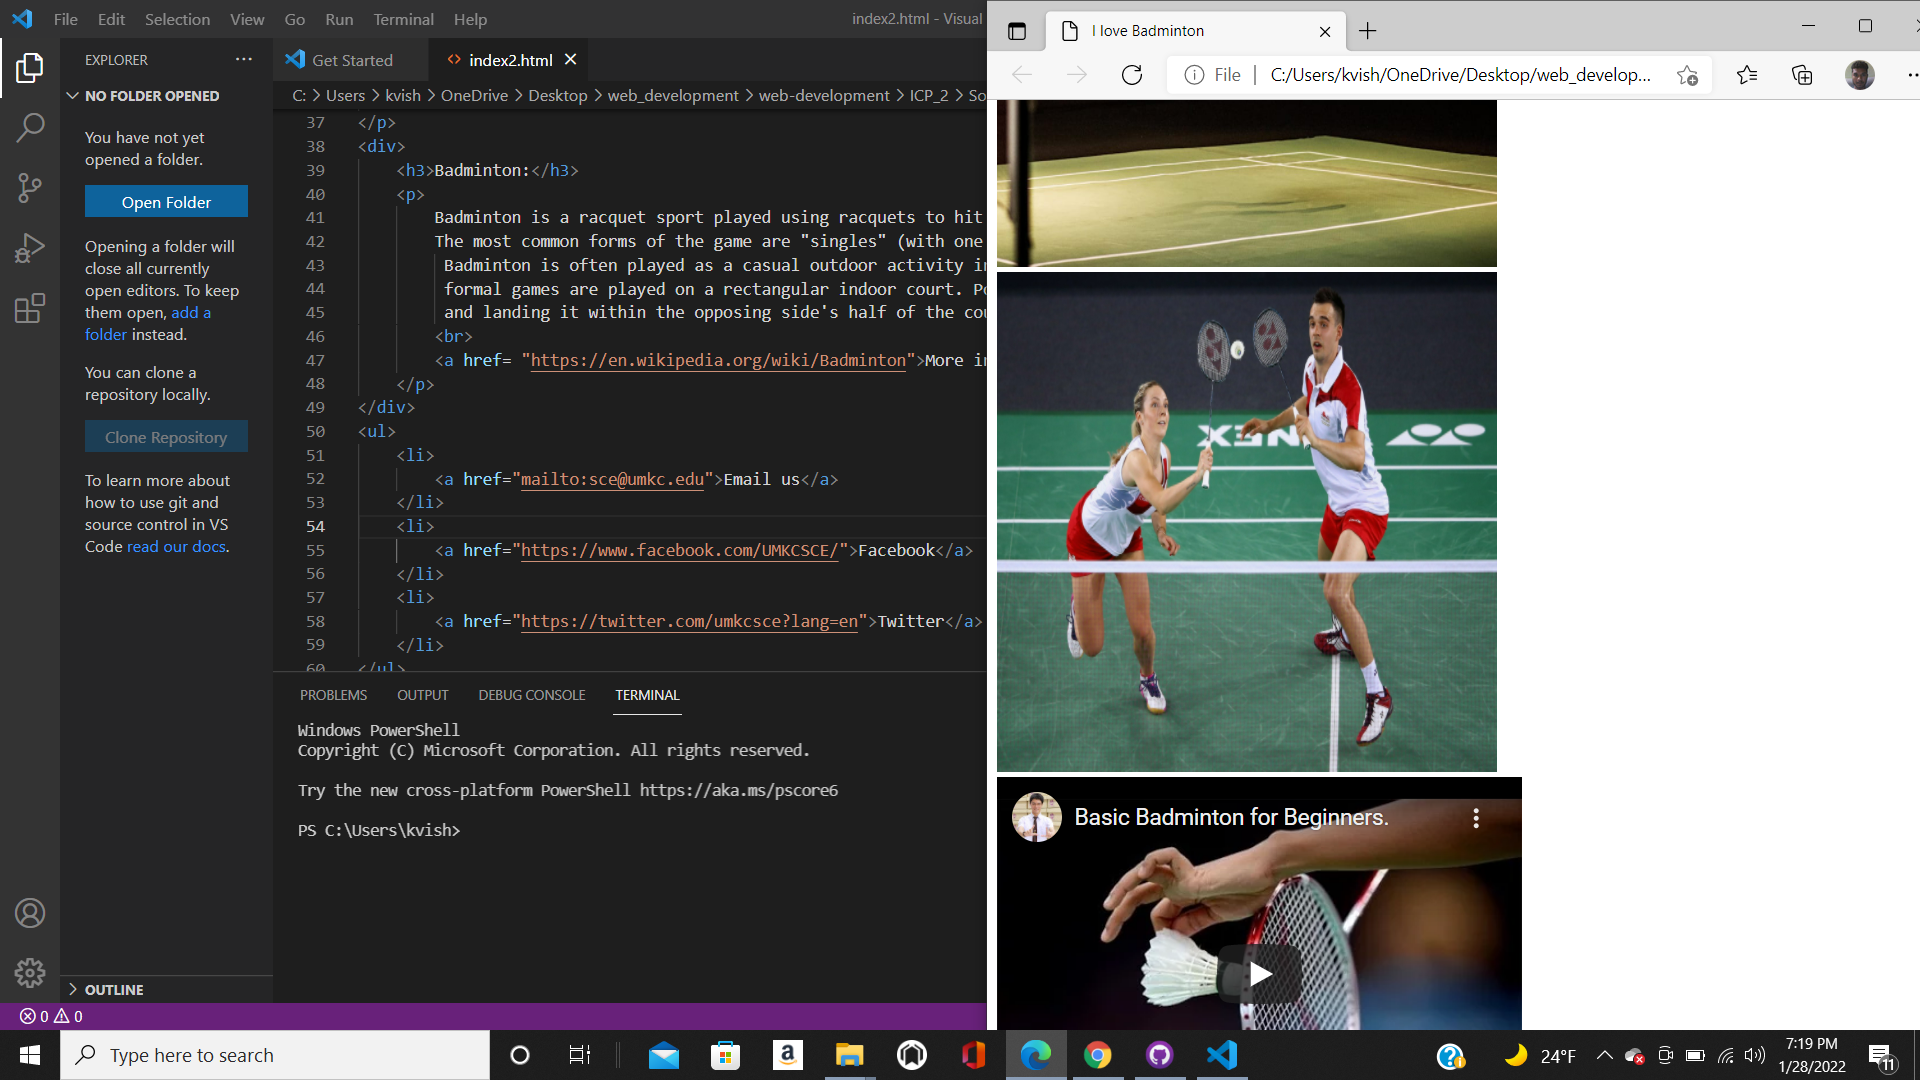 File Edit Selection View Go Run Terminal Help
index2.html - Visual
EXPLORER ···
NO FOLDER OPENED
You have not yet
opened a folder.
Open Folder
Opening a folder will
close all currently
open editors. To keep
them open, add a
folder instead.
You can clone a
repository locally.
Clone Repository
To learn more about
how to use git and
source control in VS
Code read our docs.
OUTLINE
Get Started
<> index2.html
C: > Users > kvish > OneDrive > Desktop > web_development > web-development > ICP_2 > So
37 </p>
38 <div>
39 <h3>Badminton:</h3>
40 <p>
41 Badminton is a racquet sport played using racquets to hit
42 The most common forms of the game are "singles" (with one
43 Badminton is often played as a casual outdoor activity in
44 formal games are played on a rectangular indoor court. Po
45 and landing it within the opposing side's half of the cou
46 <br>
47 <a href= "https://en.wikipedia.org/wiki/Badminton">More in
48 </p>
49 </div>
50 <ul>
51 <li>
52 <a href="mailto:sce@umkc.edu">Email us</a>
53 </li>
54 <li>
55 <a href="https://www.facebook.com/UMKCSCE/">Facebook</a>
56 </li>
57 <li>
58 <a href="https://twitter.com/umkcsce?lang=en">Twitter</a>
59 </li>
60 </ul>
PROBLEMS OUTPUT DEBUG CONSOLE TERMINAL
Windows PowerShell
Copyright (C) Microsoft Corporation. All rights reserved.
Try the new cross-platform PowerShell https://aka.ms/pscore6
PS C:\Users\kvish>
0 0
I love Badminton
File | C:/Users/kvish/OneDrive/Desktop/web_develop...
Basic Badminton for Beginners.
Type here to search
24°F
7:19 PM
1/28/2022
11